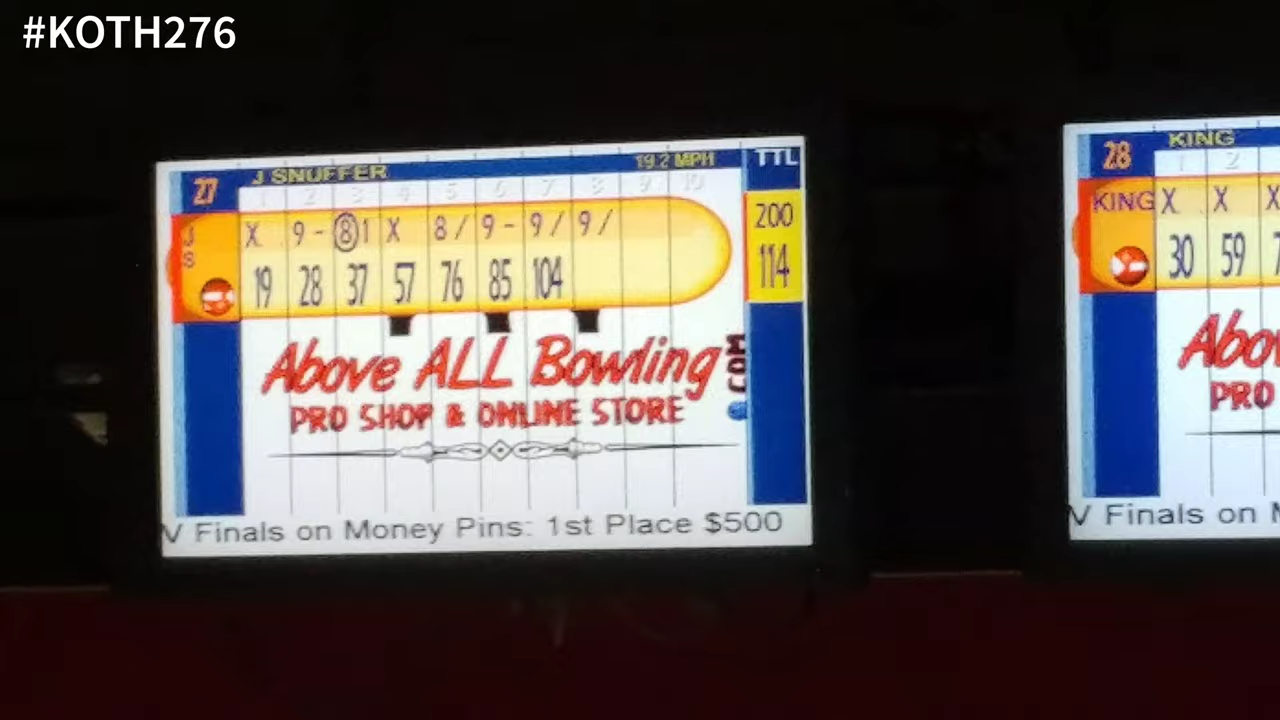 #KOTH276
27 J SNUFFER 19.2 MPH TTL
1 2 3 4 5 6 7 8 9 10
J S X 9 - 8 1 X 8 / 9 - 9 / 9 / 200
19 28 37 57 76 85 104 114
Above ALL Bowling .COM
PRO SHOP & ONLINE STORE
V Finals on Money Pins: 1st Place $500
28 KING
1 2
KING X X X
30 59 7
Abov
PRO
V Finals on M